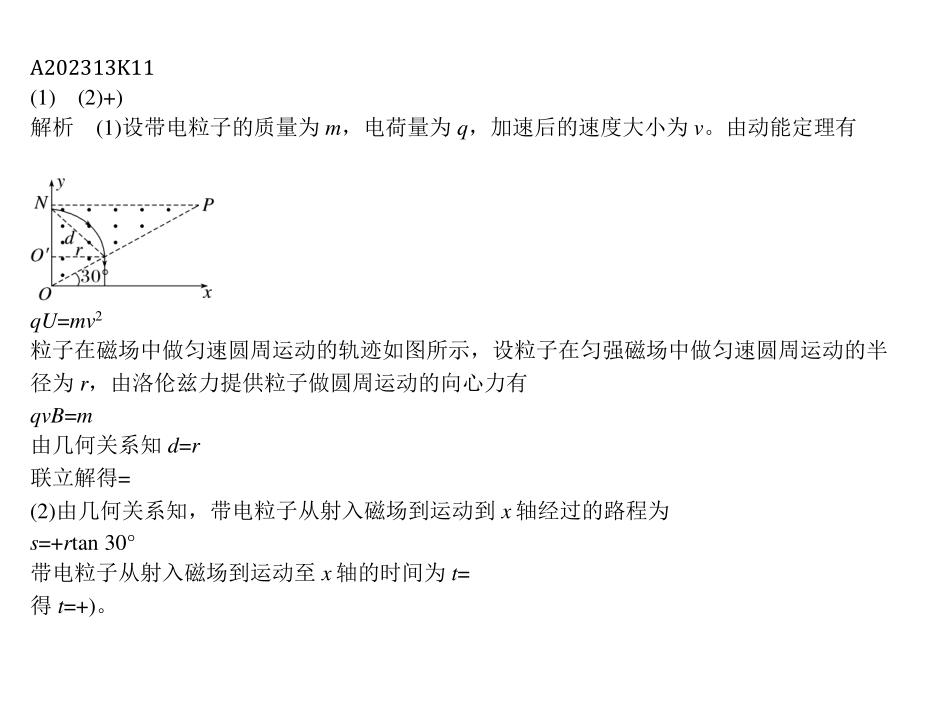 A202313K11
(1) (2)+)
解析 (1)设带电粒子的质量为 m，电荷量为 q，加速后的速度大小为 v。由动能定理有
y
N
P
d
O′
r
30°
O
x
qU=mv²
粒子在磁场中做匀速圆周运动的轨迹如图所示，设粒子在匀强磁场中做匀速圆周运动的半
径为 r，由洛伦兹力提供粒子做圆周运动的向心力有
qvB=m
由几何关系知 d=r
联立解得=
(2)由几何关系知，带电粒子从射入磁场到运动到 x 轴经过的路程为
s=+rtan 30°
带电粒子从射入磁场到运动至 x 轴的时间为 t=
得 t=+)。